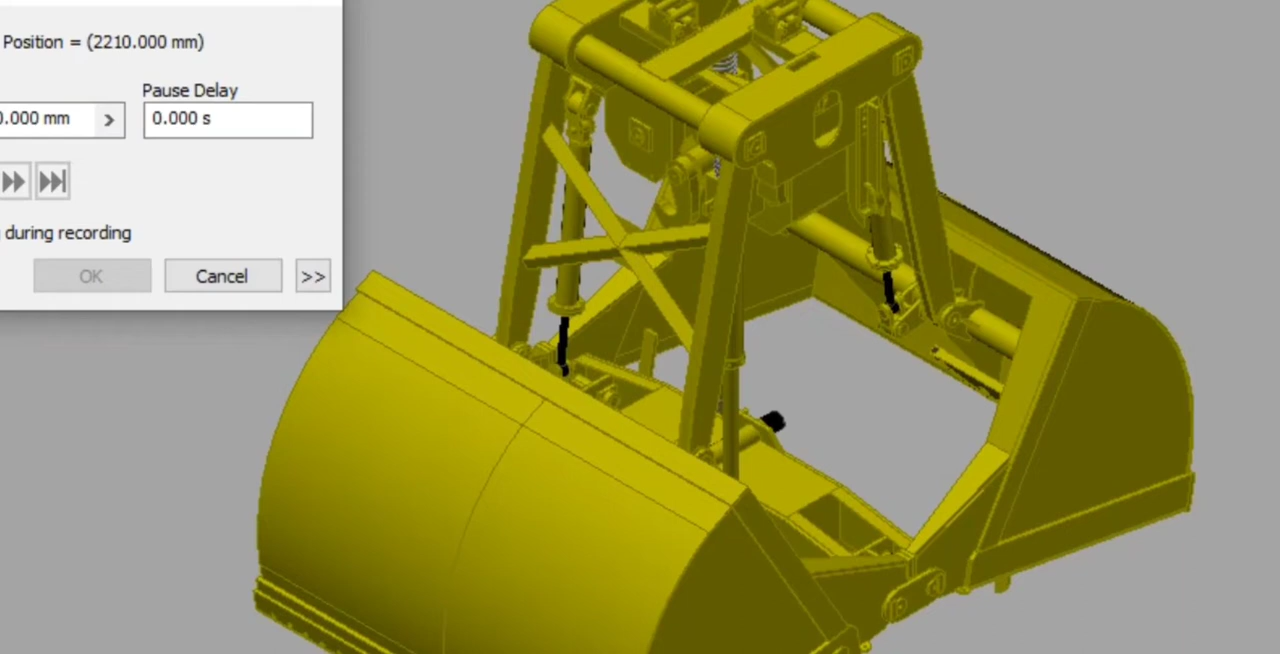 Position = (2210.000 mm)
Pause Delay
0.000 mm
0.000 s
during recording
OK
Cancel
>>